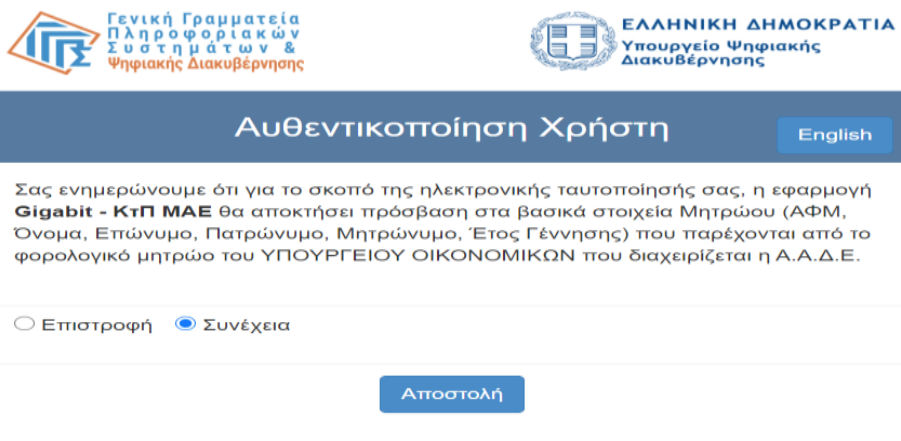 Γενική Γραμματεία
Πληροφοριακών
Συστημάτων &
Ψηφιακής Διακυβέρνησης
ΕΛΛΗΝΙΚΗ ΔΗΜΟΚΡΑΤΙΑ
Υπουργείο Ψηφιακής
Διακυβέρνησης
Αυθεντικοποίηση Χρήστη
English
Σας ενημερώνουμε ότι για το σκοπό της ηλεκτρονικής ταυτοποίησής σας, η εφαρμογή
Gigabit - ΚτΠ ΜΑΕ θα αποκτήσει πρόσβαση στα βασικά στοιχεία Μητρώου (ΑΦΜ,
Όνομα, Επώνυμο, Πατρώνυμο, Μητρώνυμο, Έτος Γέννησης) που παρέχονται από το
φορολογικό μητρώο του ΥΠΟΥΡΓΕΙΟΥ ΟΙΚΟΝΟΜΙΚΩΝ που διαχειρίζεται η Α.Α.Δ.Ε.
Επιστροφή Συνέχεια
Αποστολή